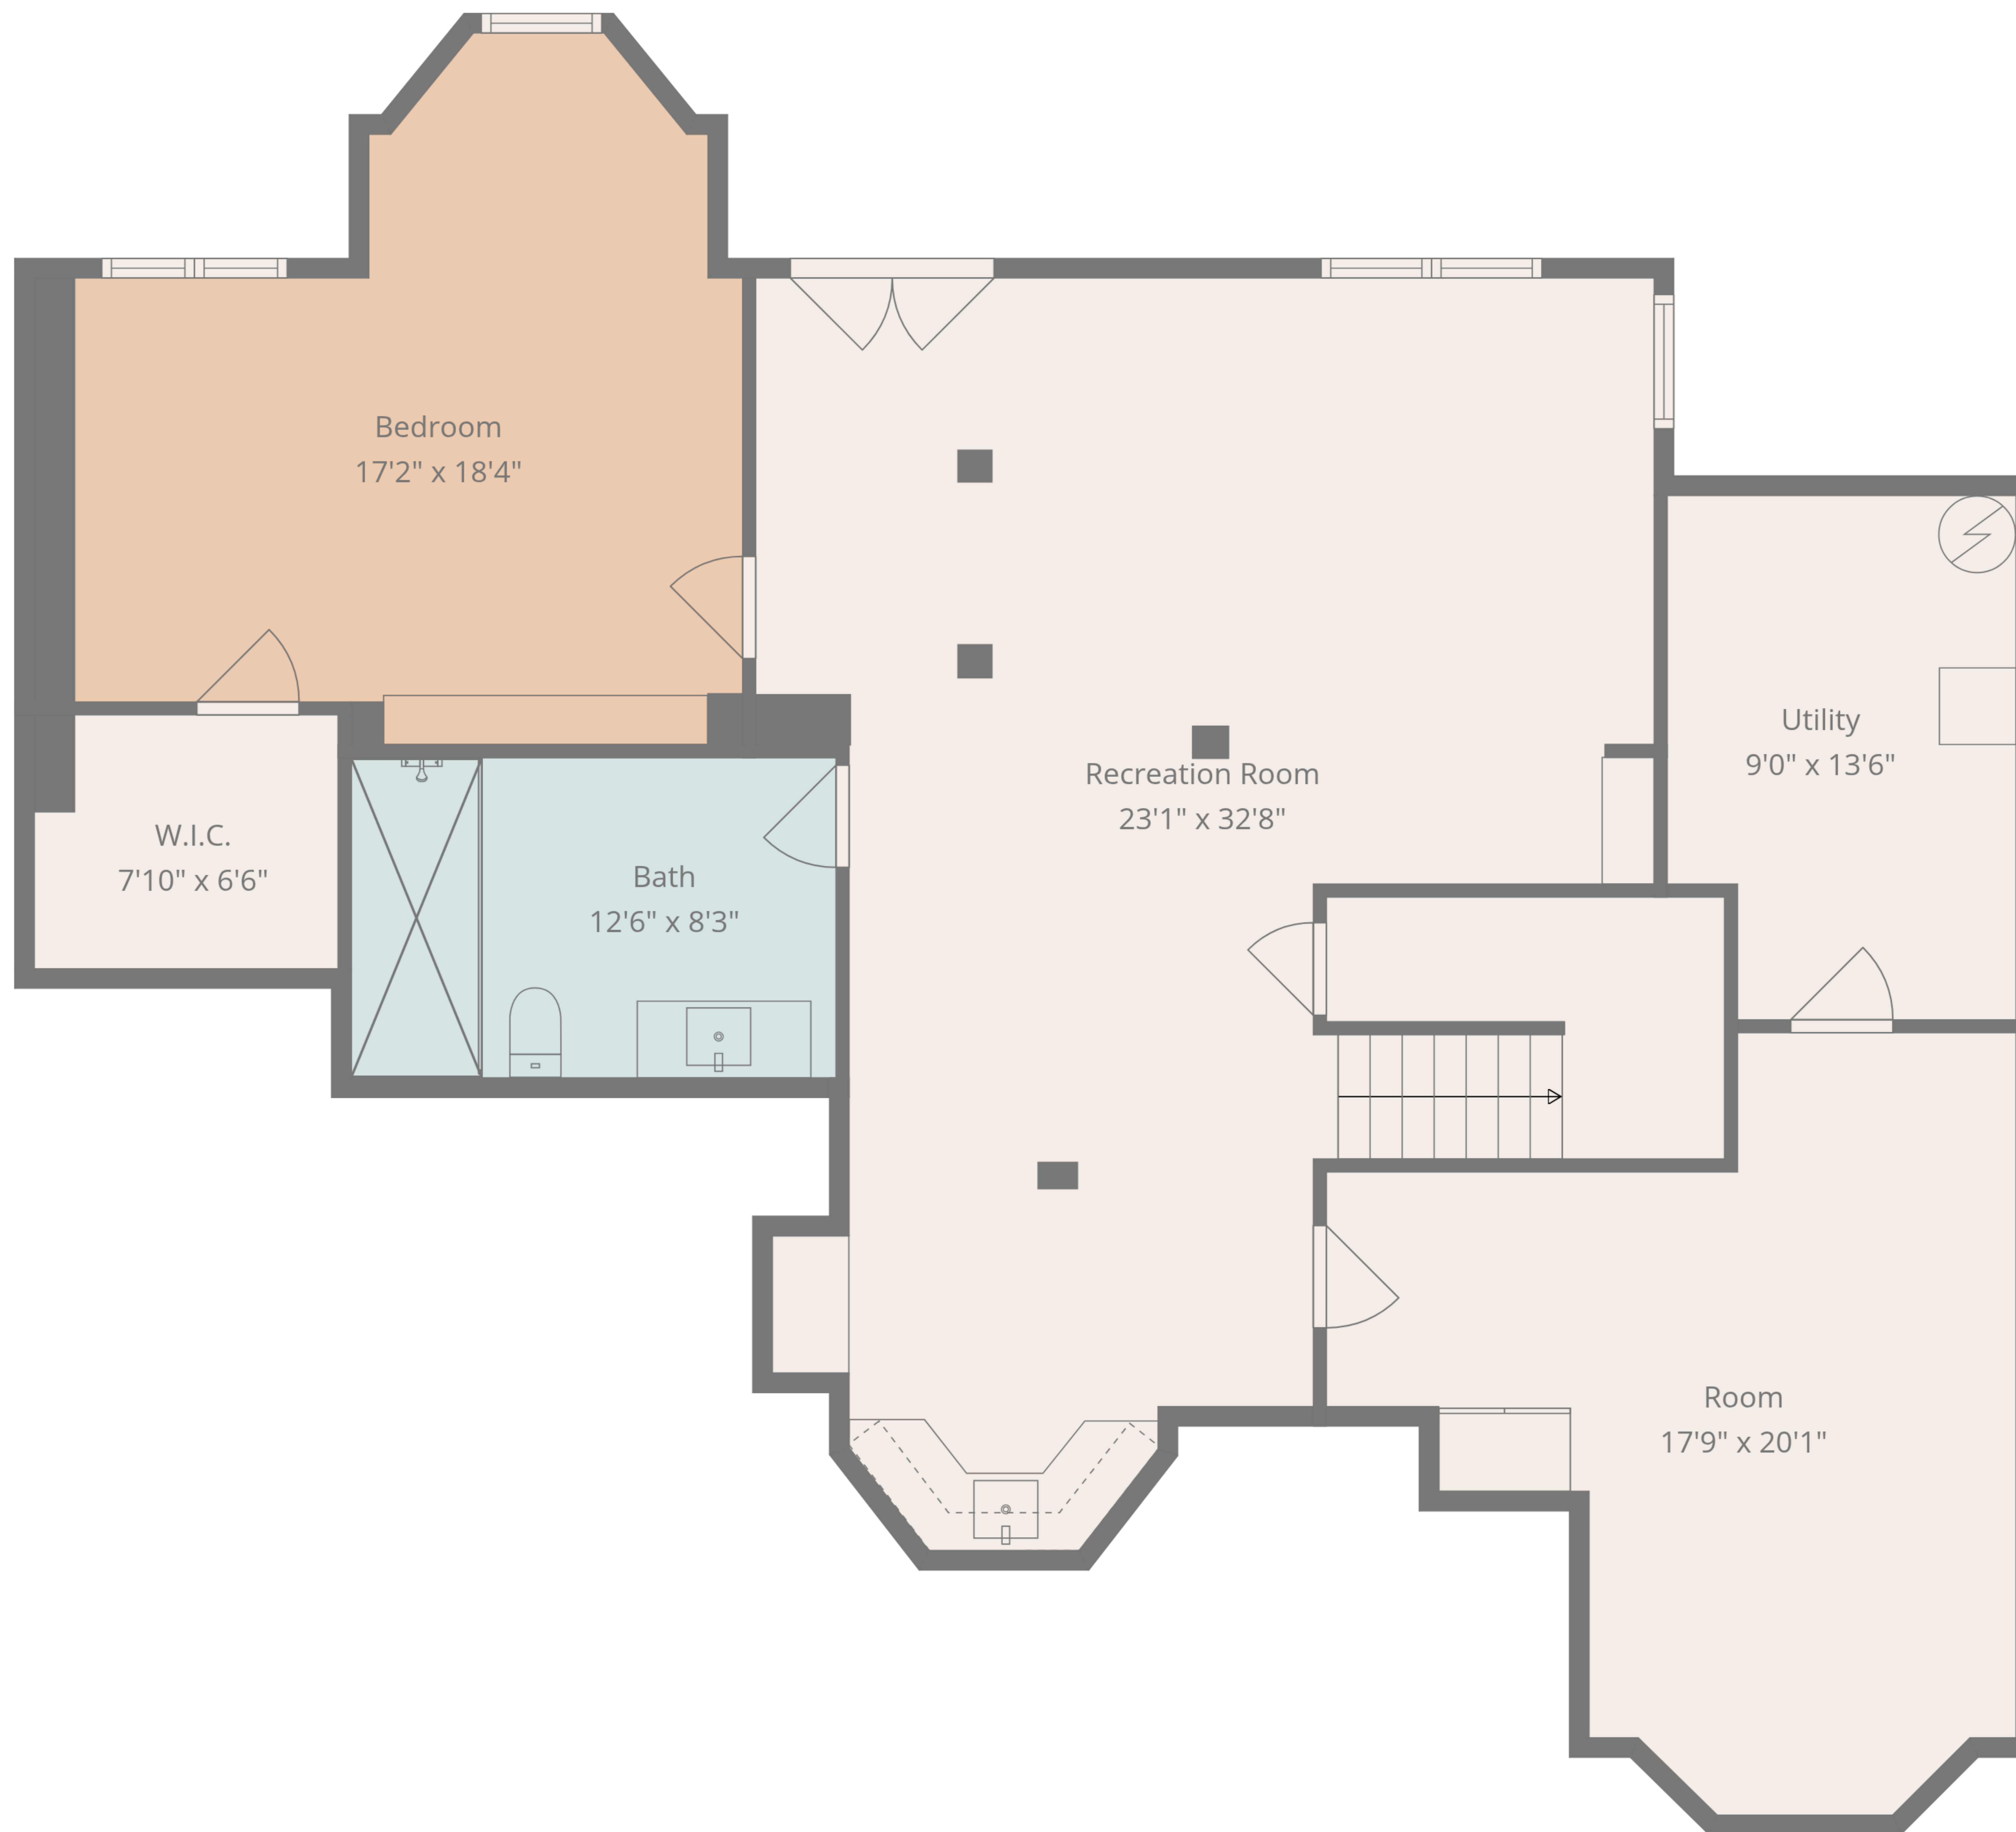 Bedroom
17'2" x 18'4"
Utility
9'0" x 13'6"
Recreation Room
23'1" x 32'8"
W.I.C.
7'10" x 6'6"
Bath
12'6" x 8'3"
Room
17'9" x 20'1"